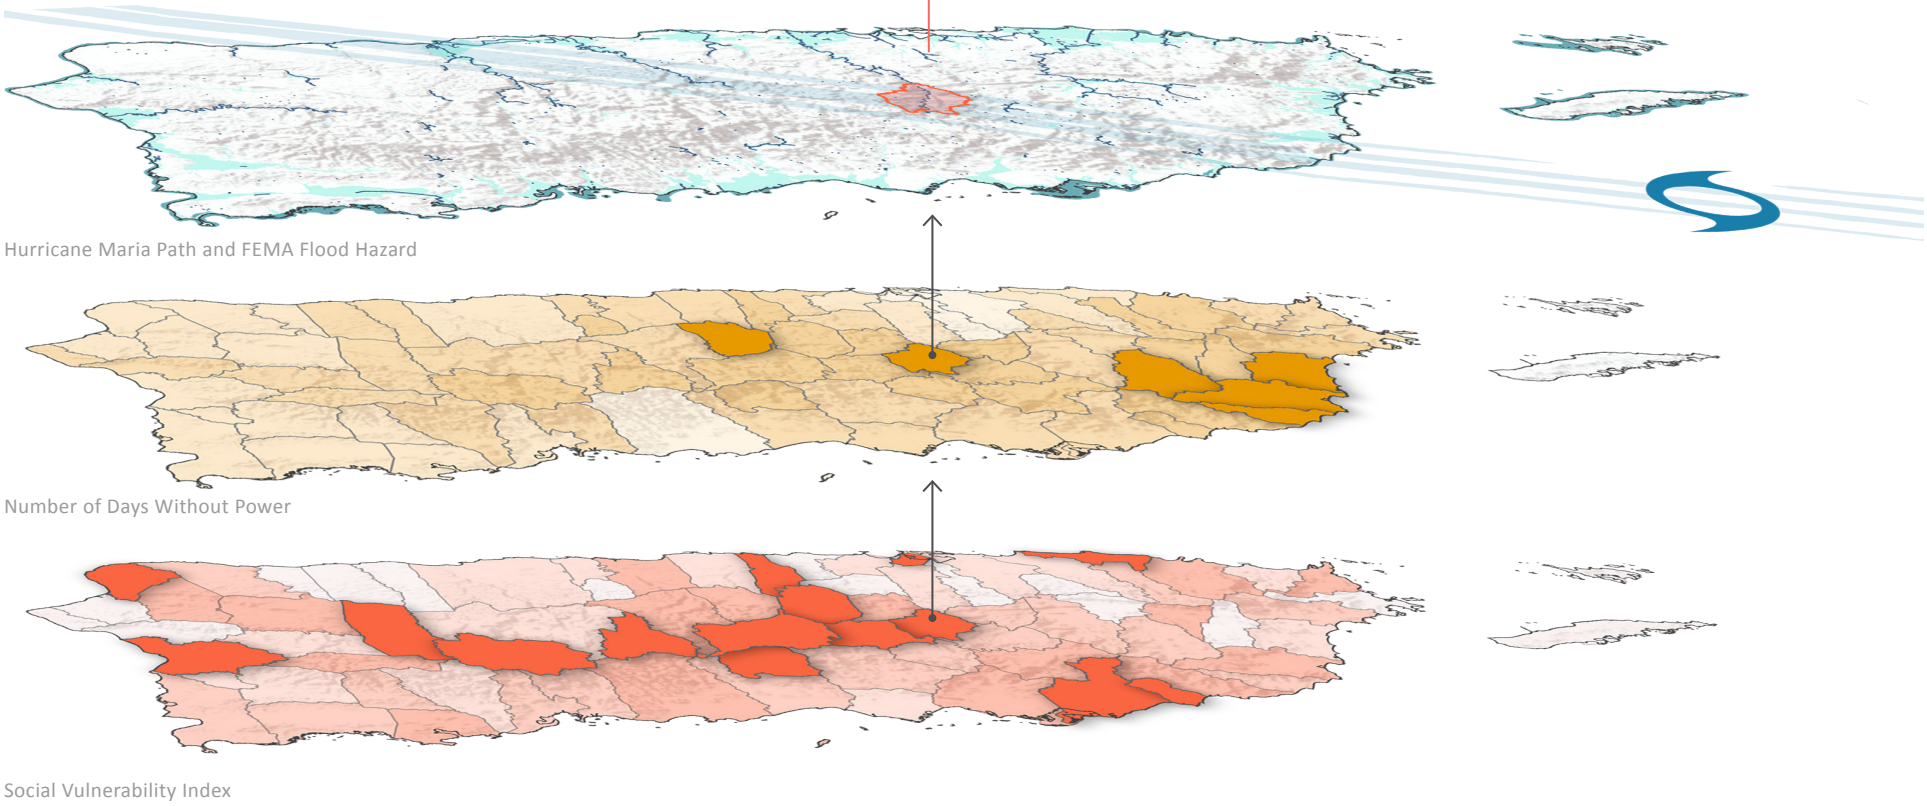 Hurricane Maria Path and FEMA Flood Hazard
Number of Days Without Power
Social Vulnerability Index